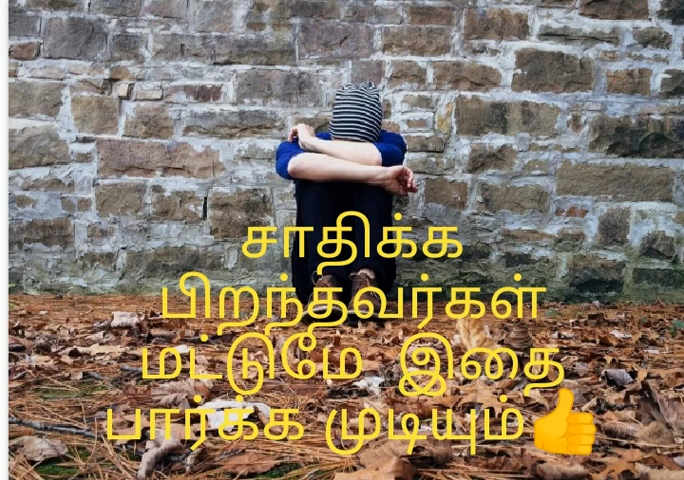 சாதிக்க
பிறந்தவர்கள்
மட்டுமே இதை
பார்க்க முடியும்👍